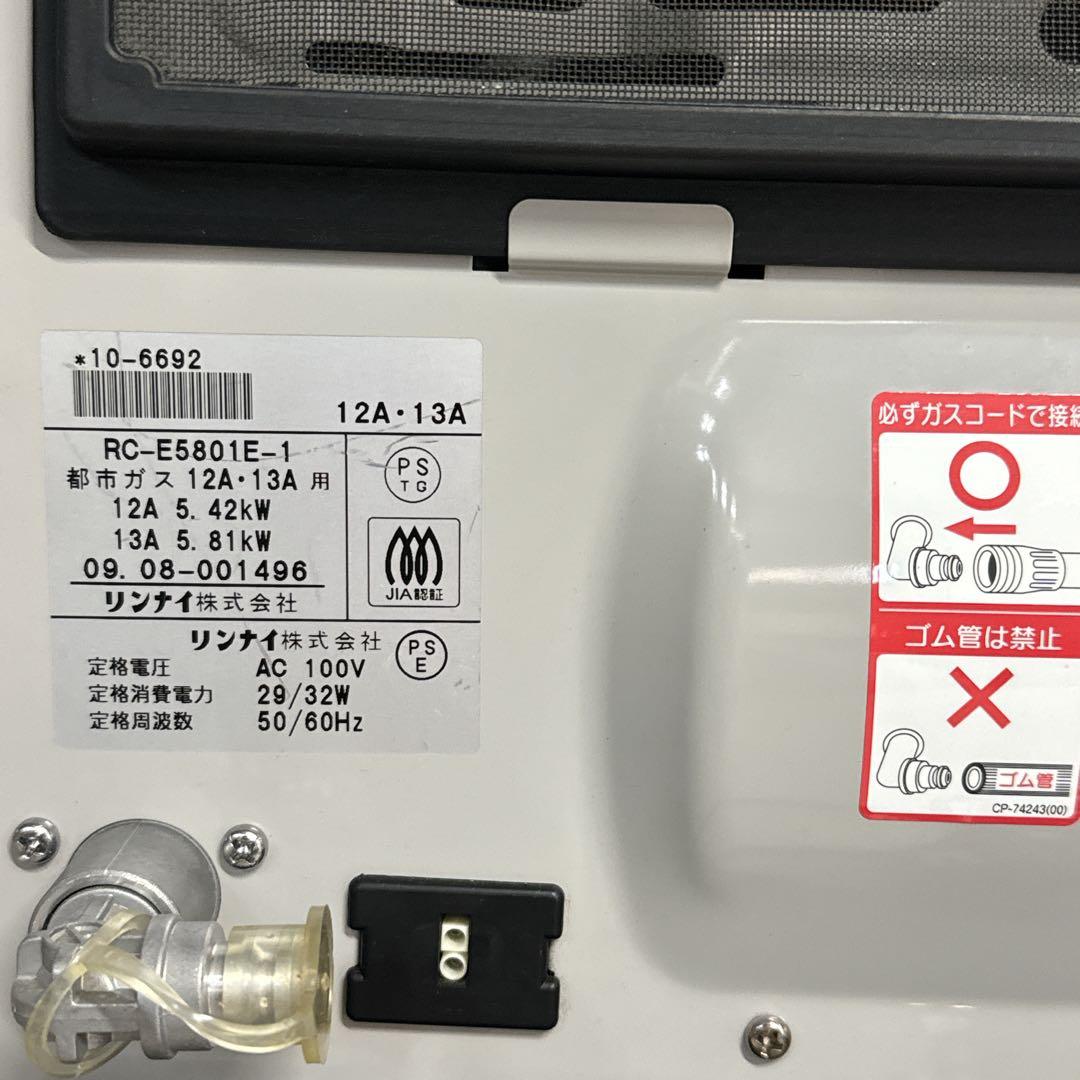 *10-6692
12A・13A
RC-E5801E-1
都市ガス 12A・13A 用
12A 5.42kW
13A 5.81kW
09.08-001496
リンナイ株式会社
PS
TG
JIA認証
リンナイ株式会社
PS
E
定格電圧 AC 100V
定格消費電力 29/32W
定格周波数 50/60Hz
必ずガスコードで接続
ゴム管は禁止
ゴム管
CP-74243(00)